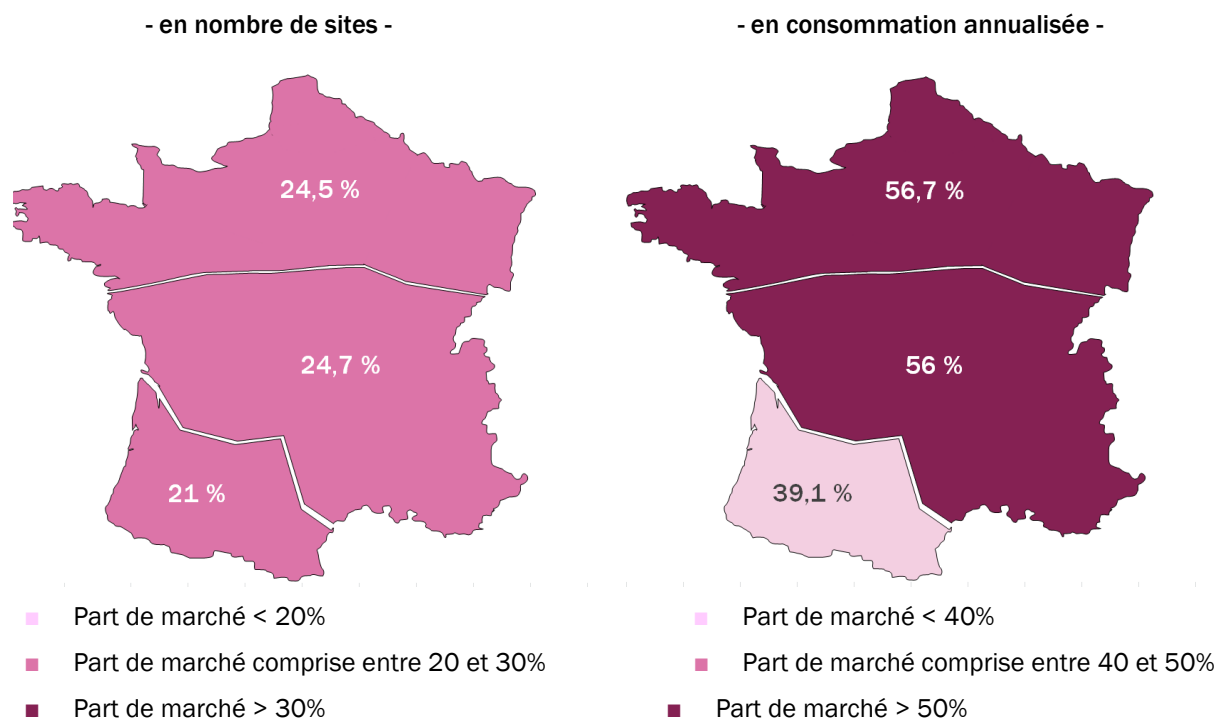 - en nombre de sites -
24,5 %
24,7 %
21 %
Part de marché < 20%
Part de marché comprise entre 20 et 30%
Part de marché > 30%
- en consommation annualisée -
56,7 %
56 %
39,1 %
Part de marché < 40%
Part de marché comprise entre 40 et 50%
Part de marché > 50%